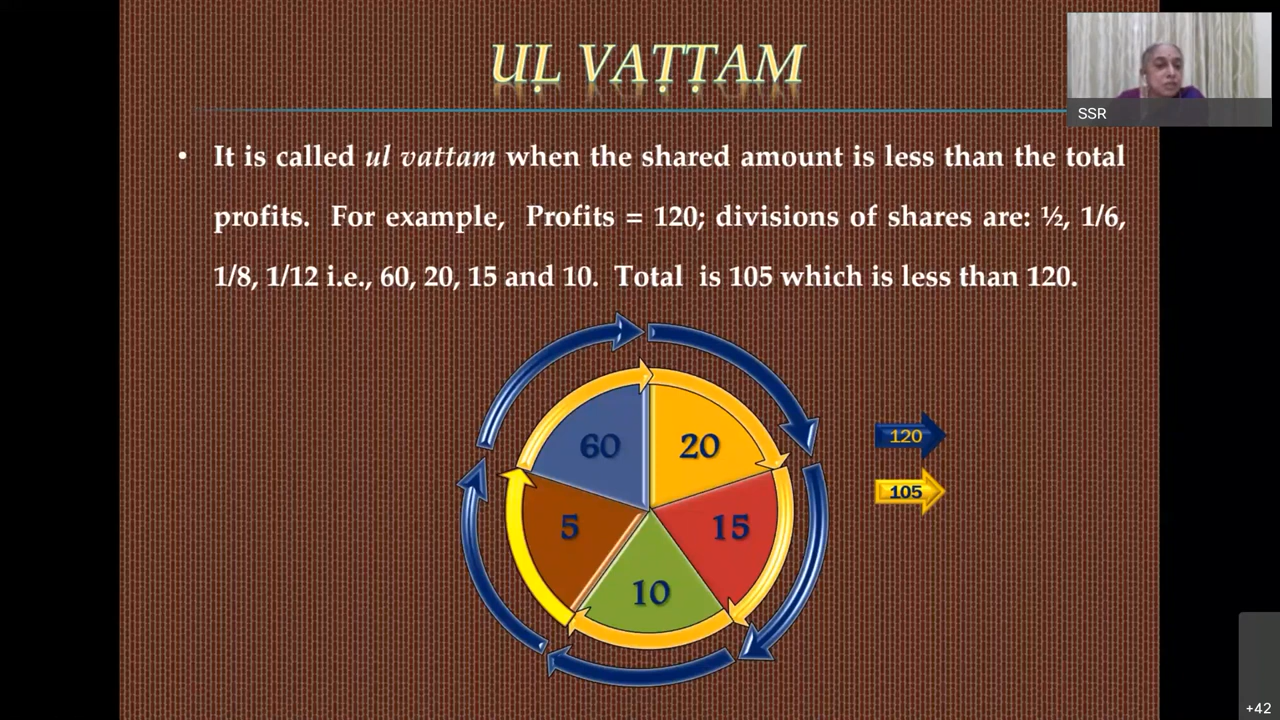 UḶ VAṬṬAM
SSR
• It is called ul vattam when the shared amount is less than the total
profits. For example, Profits = 120; divisions of shares are: ½, 1/6,
1/8, 1/12 i.e., 60, 20, 15 and 10. Total is 105 which is less than 120.
60
20
120
105
5
15
10
+42